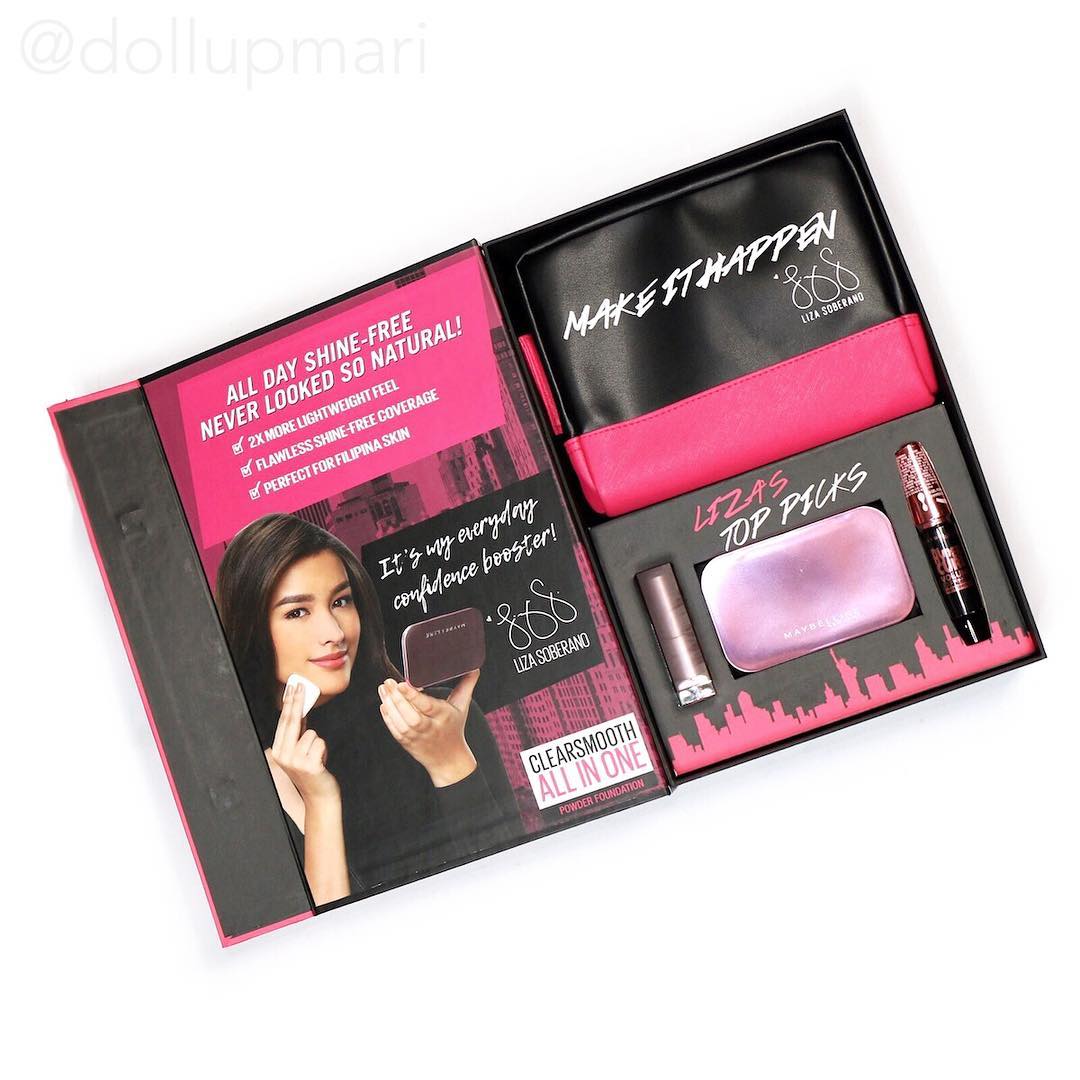 @dollupmari
ALL DAY SHINE-FREE
NEVER LOOKED SO NATURAL!
2X MORE LIGHTWEIGHT FEEL
FLAWLESS SHINE-FREE COVERAGE
PERFECT FOR FILIPINA SKIN
It's my everyday
confidence booster!
LIZA SOBERANO
MAYBELLINE
CLEARSMOOTH
ALL IN ONE
POWDER FOUNDATION
MAKE IT HAPPEN
LIZA SOBERANO
LIZA'S
TOP PICKS
MAYBELLINE